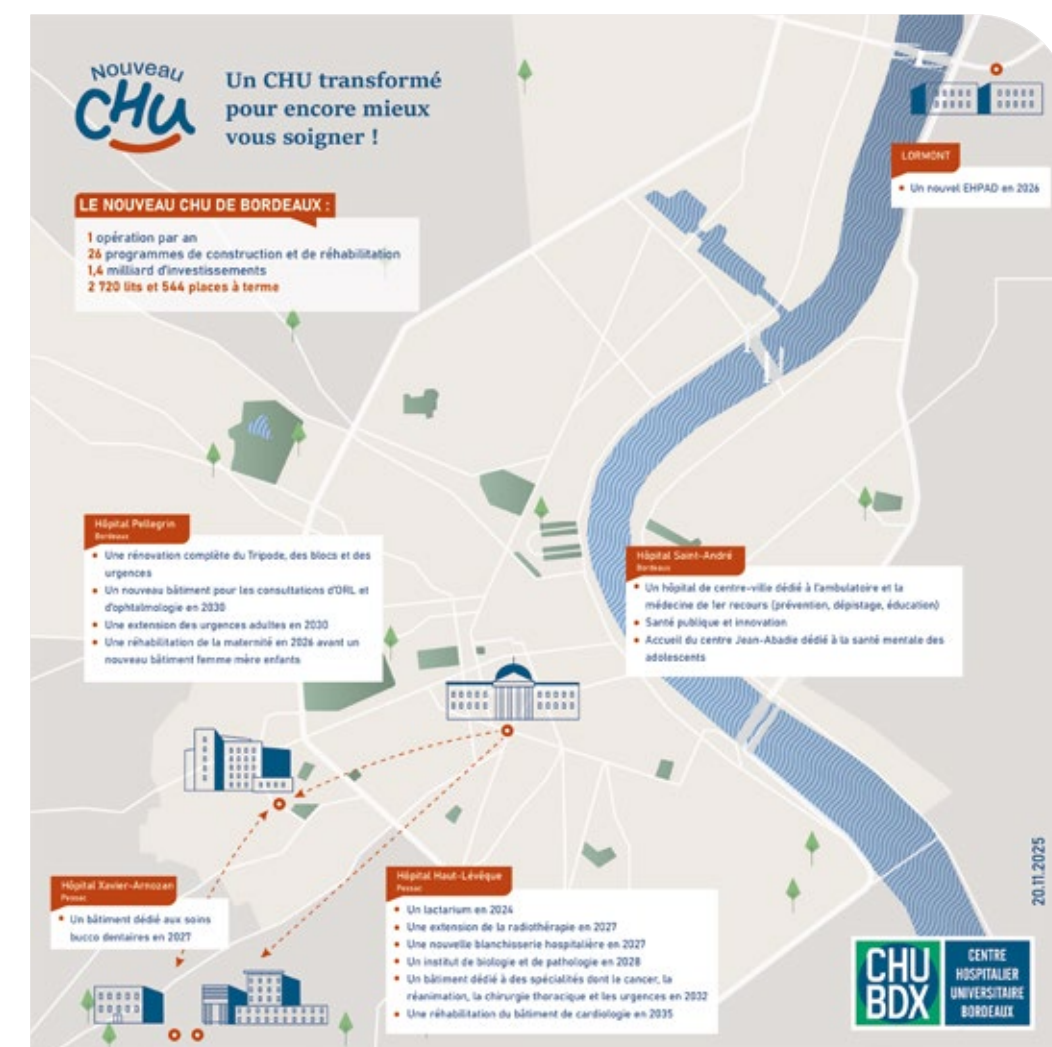 Nouveau
CHU
Un CHU transformé
pour encore mieux
vous soigner !
LE NOUVEAU CHU DE BORDEAUX :
1 opération par an
26 programmes de construction et de réhabilitation
1,4 milliard d'investissements
2 720 lits et 544 places à terme
LORMONT
• Un nouvel EHPAD en 2026
Hôpital Pellegrin
Bordeaux
• Une rénovation complète du Tripode, des blocs et des
urgences
• Un nouveau bâtiment pour les consultations d'ORL et
d'ophtalmologie en 2030
• Une extension des urgences adultes en 2030
• Une réhabilitation de la maternité en 2026 avant un
nouveau bâtiment femme mère enfants
Hôpital Saint-André
Bordeaux
• Un hôpital de centre-ville dédié à l'ambulatoire et la
médecine de 1er recours (prévention, dépistage, éducation)
• Santé publique et innovation
• Accueil du centre Jean-Abadie dédié à la santé mentale des
adolescents
Hôpital Xavier-Arnozan
Pessac
• Un bâtiment dédié aux soins
bucco dentaires en 2027
Hôpital Haut-Lévêque
Pessac
• Un lactarium en 2024
• Une extension de la radiothérapie en 2027
• Une nouvelle blanchisserie hospitalière en 2027
• Un institut de biologie et de pathologie en 2028
• Un bâtiment dédié à des spécialités dont le cancer, la
réanimation, la chirurgie thoracique et les urgences en 2032
• Une réhabilitation du bâtiment de cardiologie en 2035
20.11.2025
CHU
BDX
CENTRE
HOSPITALIER
UNIVERSITAIRE
BORDEAUX